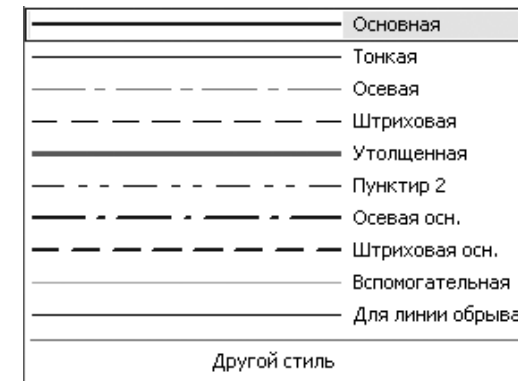 Основная
Тонкая
Осевая
Штриховая
Утолщенная
Пунктир 2
Осевая осн.
Штриховая осн.
Вспомогательная
Для линии обрыва
Другой стиль